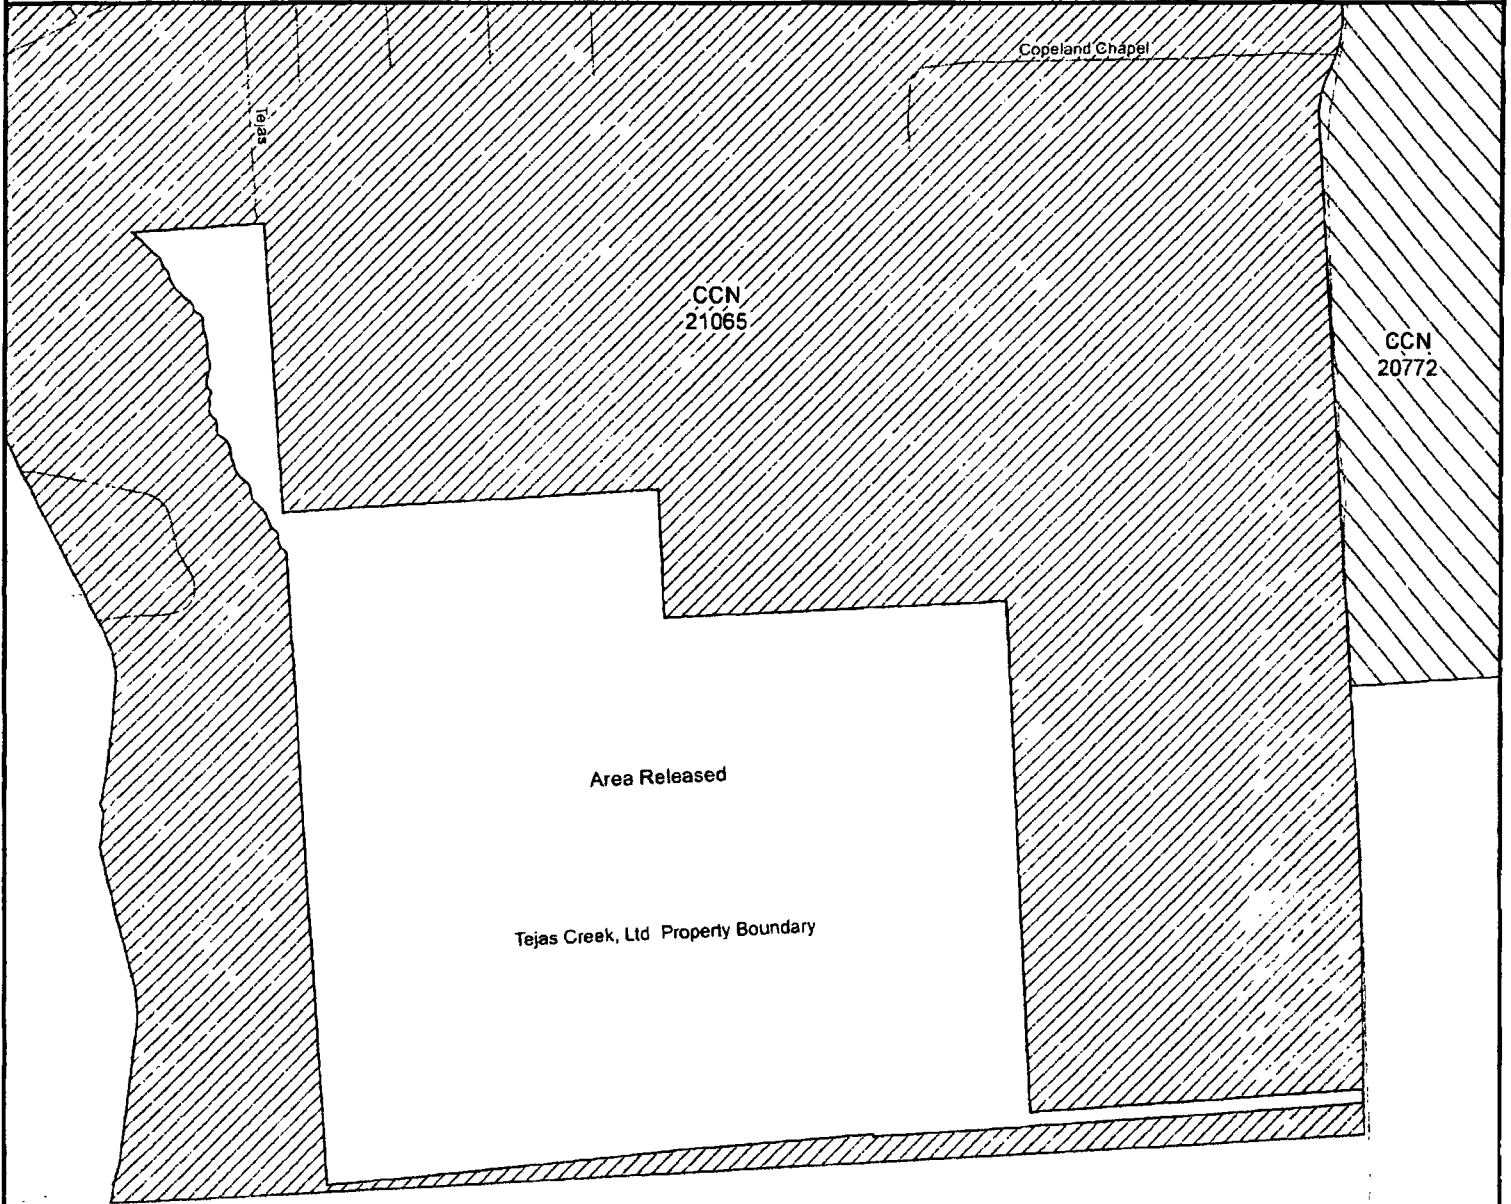 Copeland Chapel
Tejas
CCN
21065
CCN
20772
Area Released
Tejas Creek, Ltd Property Boundary